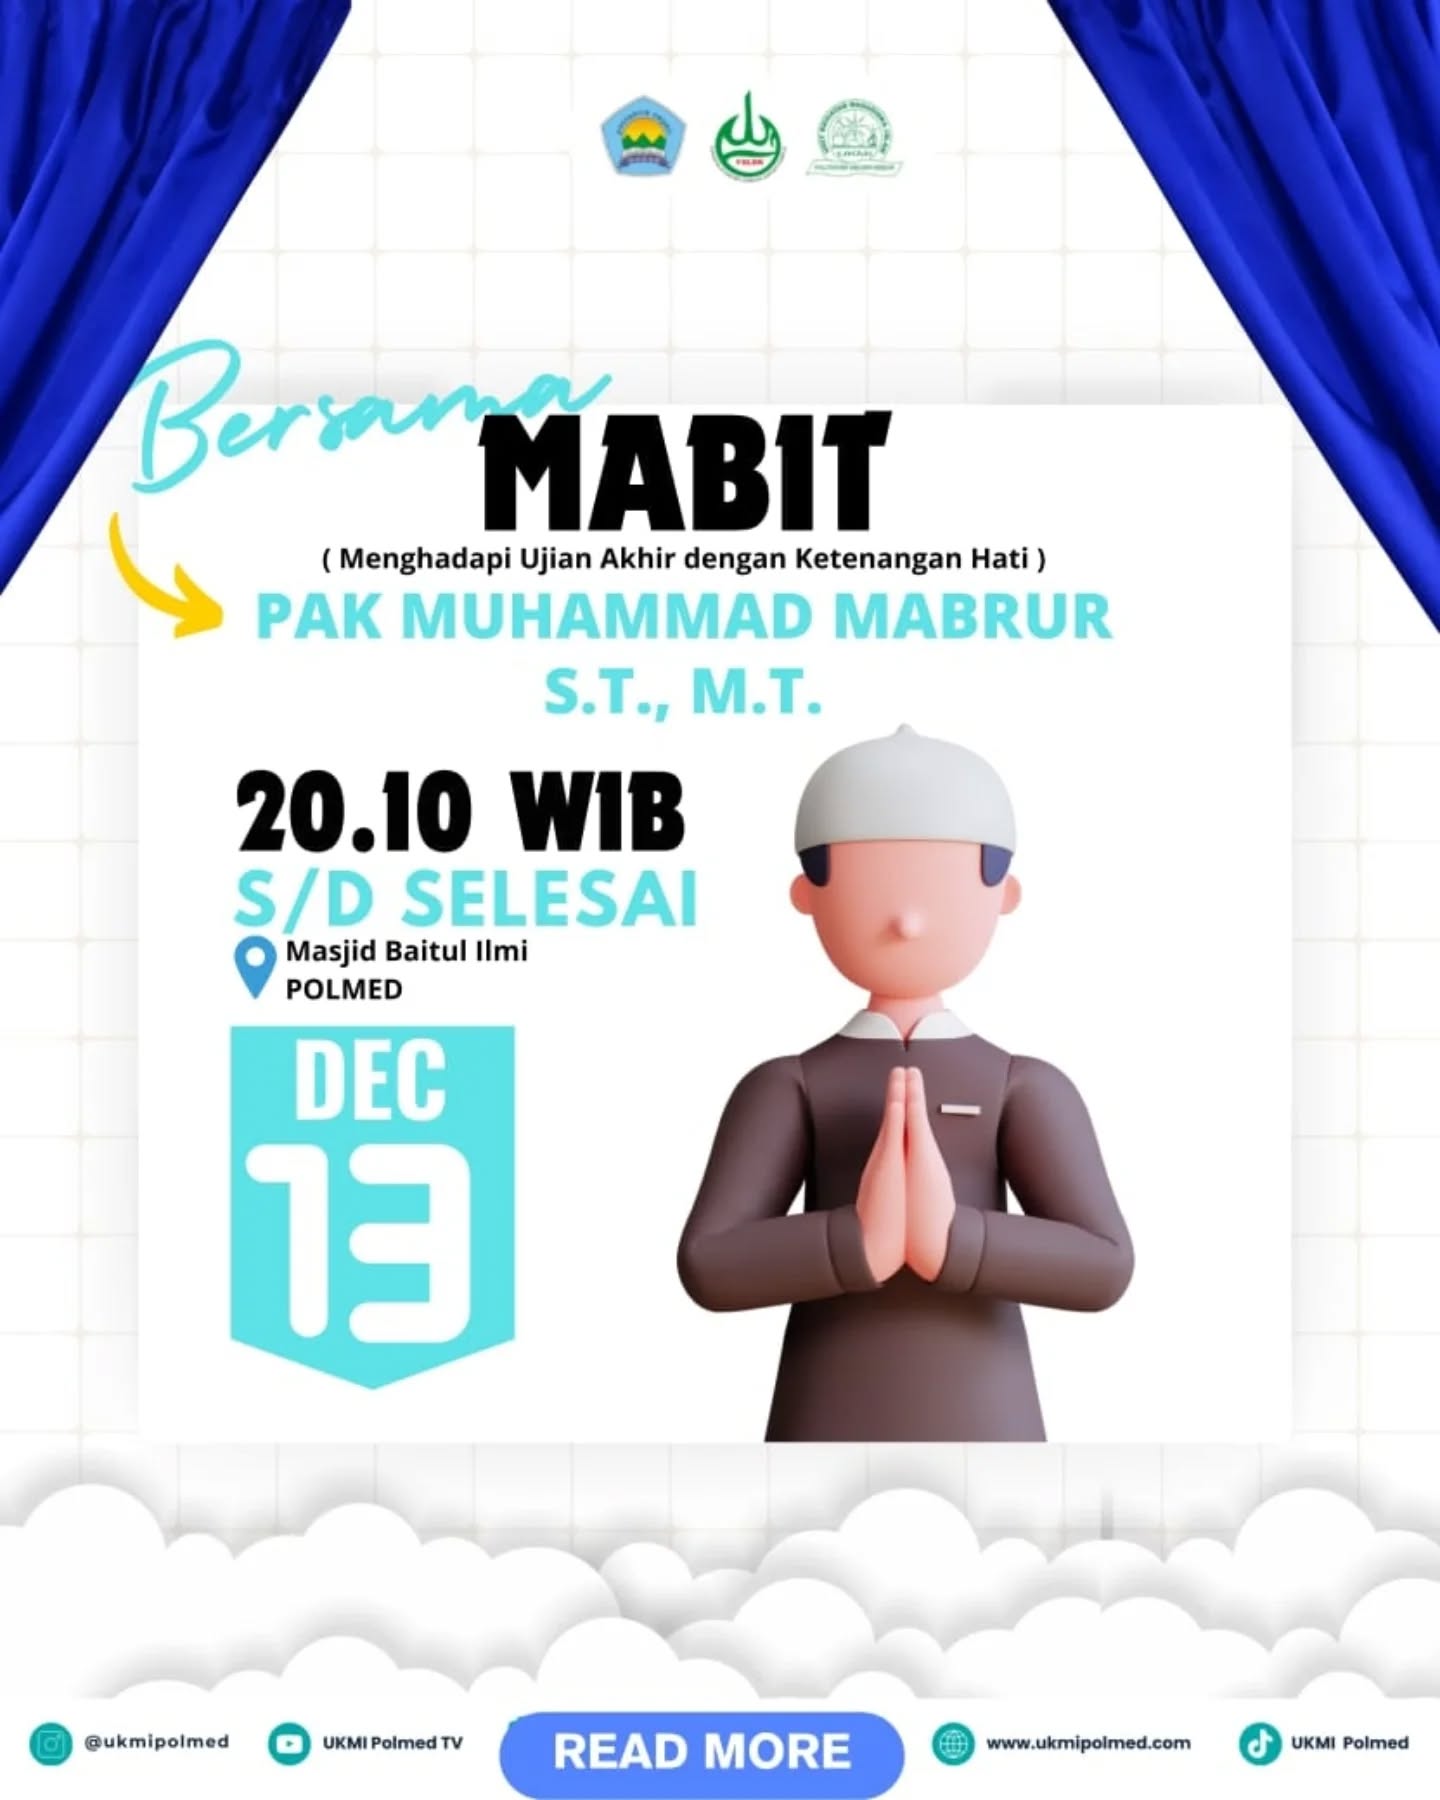 YSLDK
Bersama
MABIT
( Menghadapi Ujian Akhir dengan Ketenangan Hati )
PAK MUHAMMAD MABRUR
S.T., M.T.
20.10 WIB
S/D SELESAI
Masjid Baitul Ilmi
POLMED
DEC
13
@ukmipolmed
UKMI Polmed TV
READ MORE
www.ukmipolmed.com
UKMI Polmed